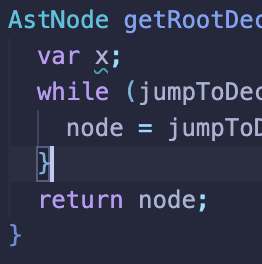 AstNode getRootDec
var x;
while (jumpToDec
node = jumpToD
}
return node;
}